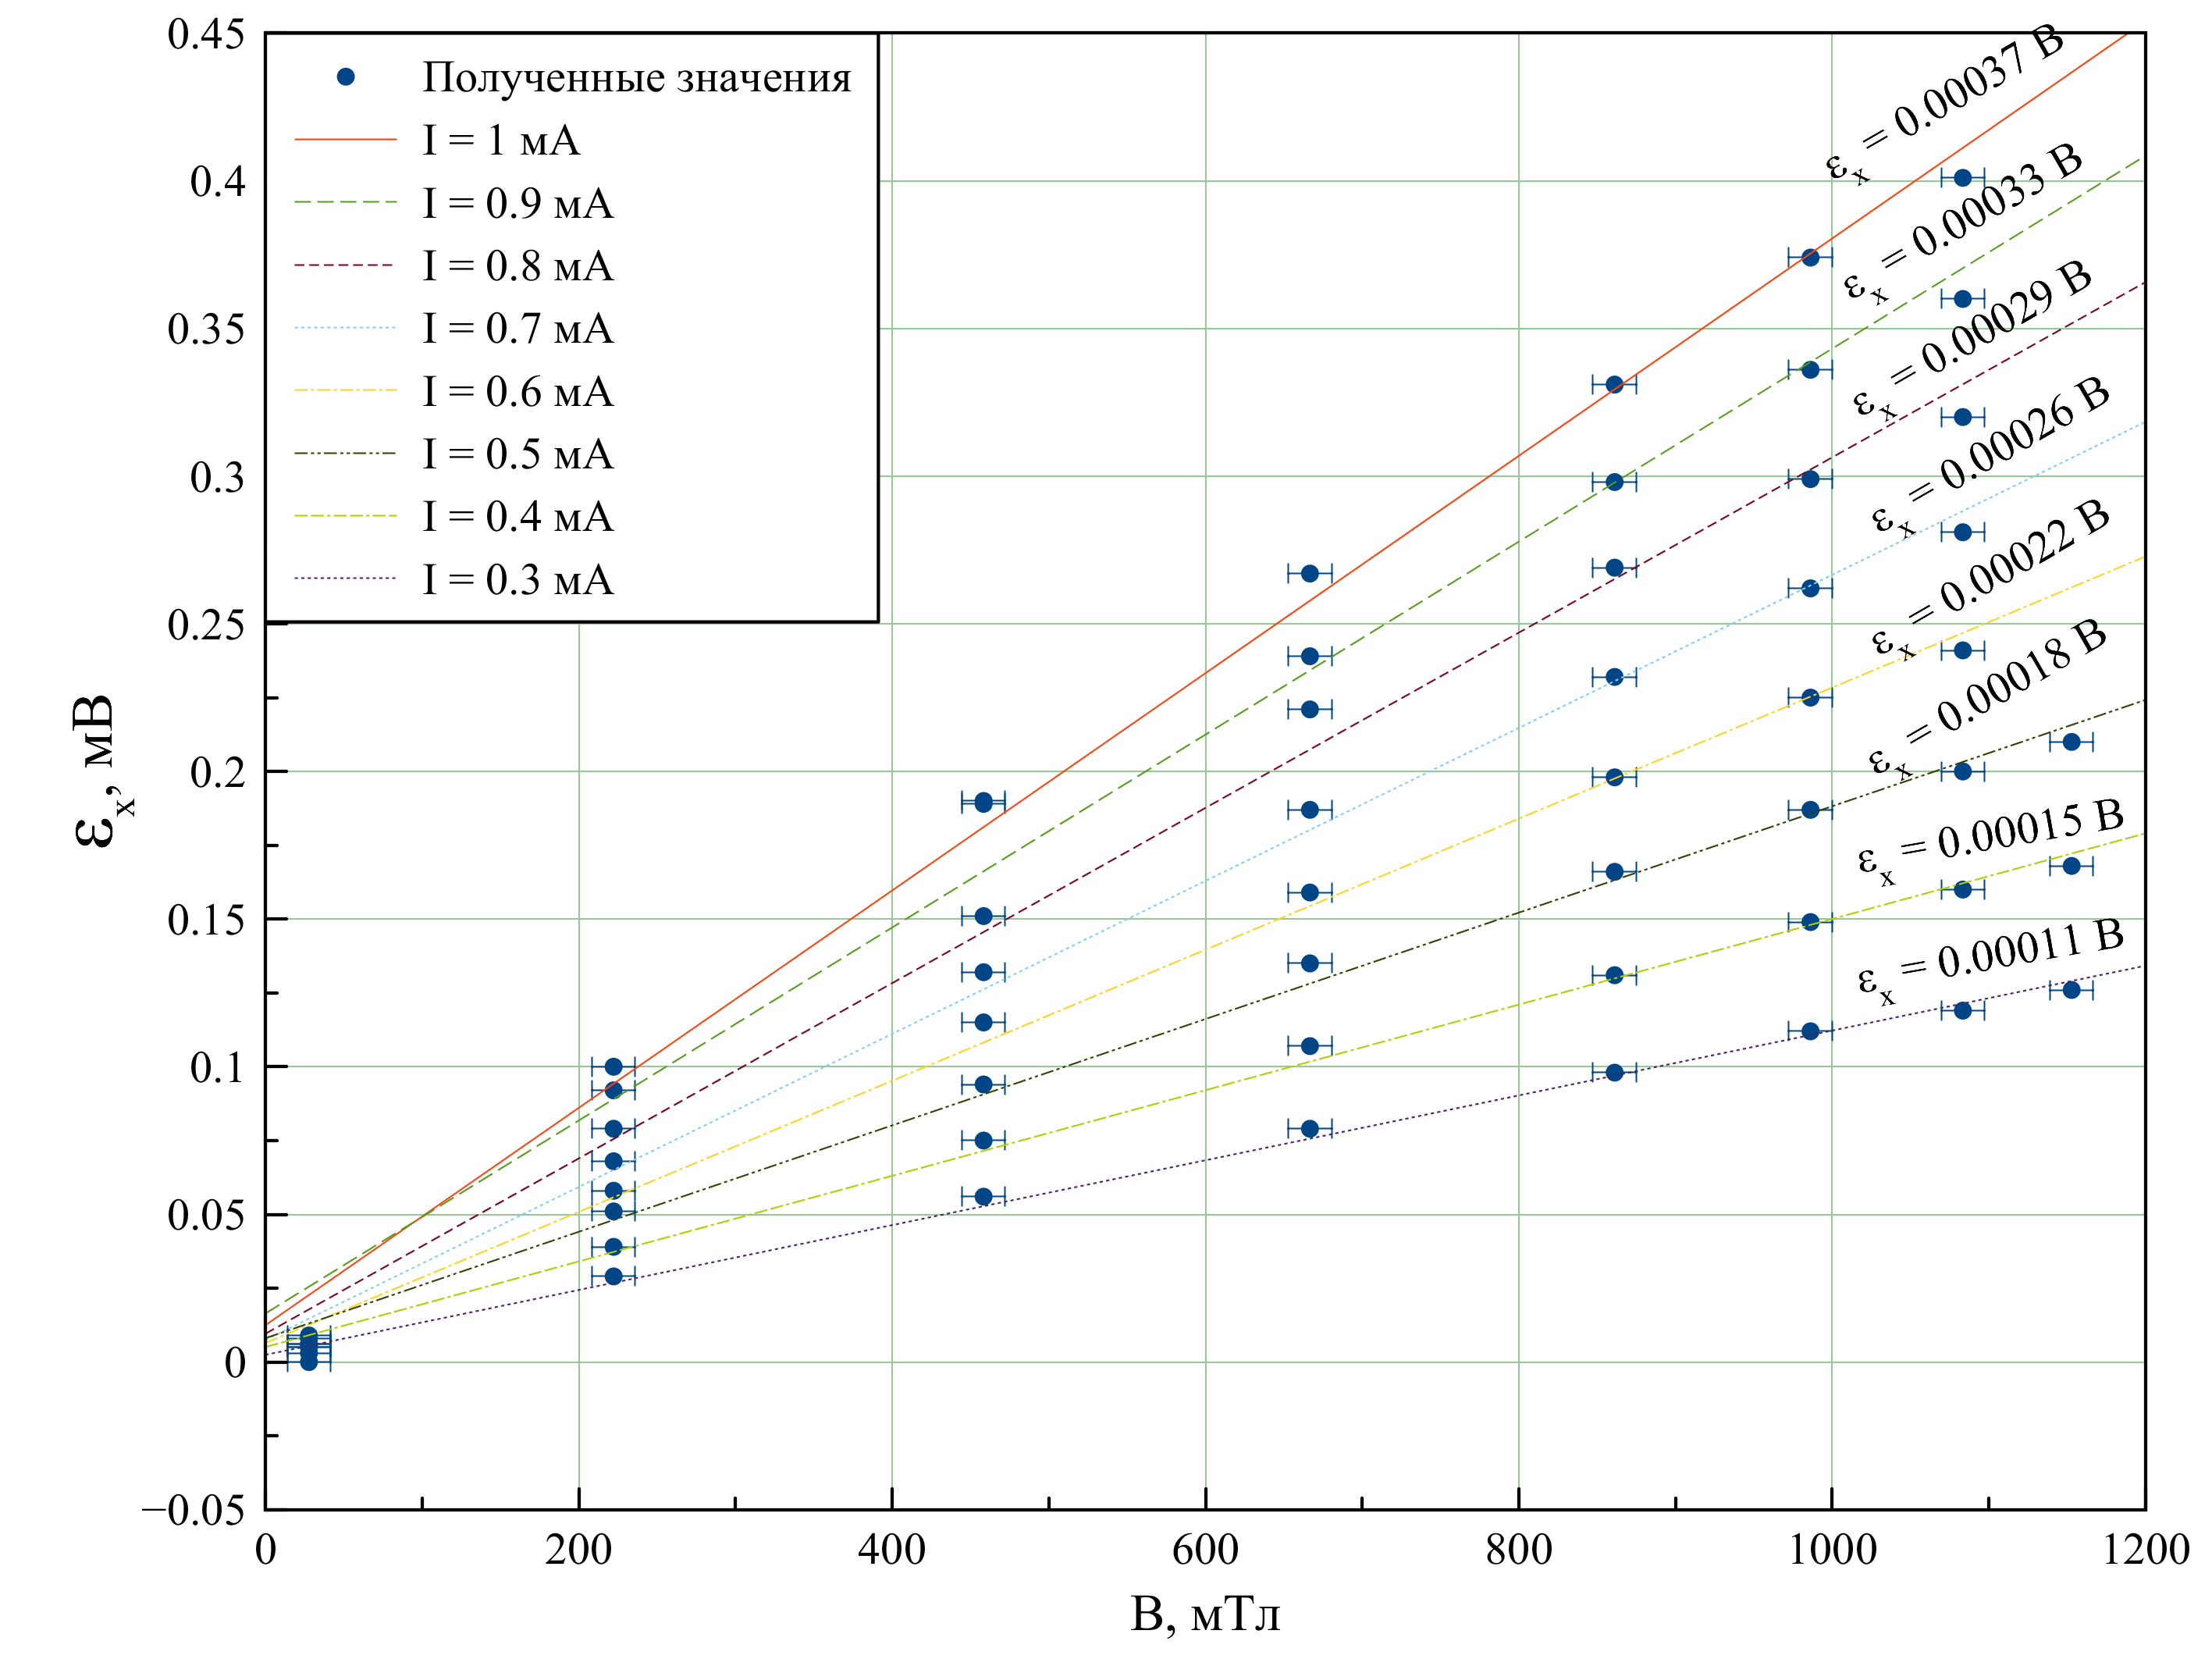 0.45
0.4
0.35
0.3
0.25
0.2
0.15
0.1
0.05
0
−0.05
εx, мВ
Полученные значения
I = 1 мА
I = 0.9 мА
I = 0.8 мА
I = 0.7 мА
I = 0.6 мА
I = 0.5 мА
I = 0.4 мА
I = 0.3 мА
εx = 0.00037 B
εx = 0.00033 B
εx = 0.00029 B
εx = 0.00026 B
εx = 0.00022 B
εx = 0.00018 B
εx = 0.00015 B
εx = 0.00011 B
0 200 400 600 800 1000 1200
В, мТл